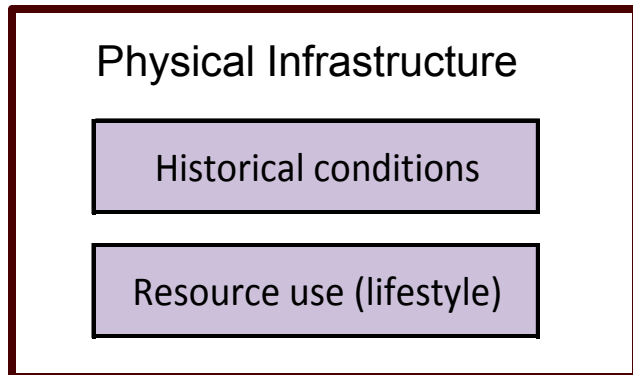 Physical Infrastructure
Historical conditions
Resource use (lifestyle)